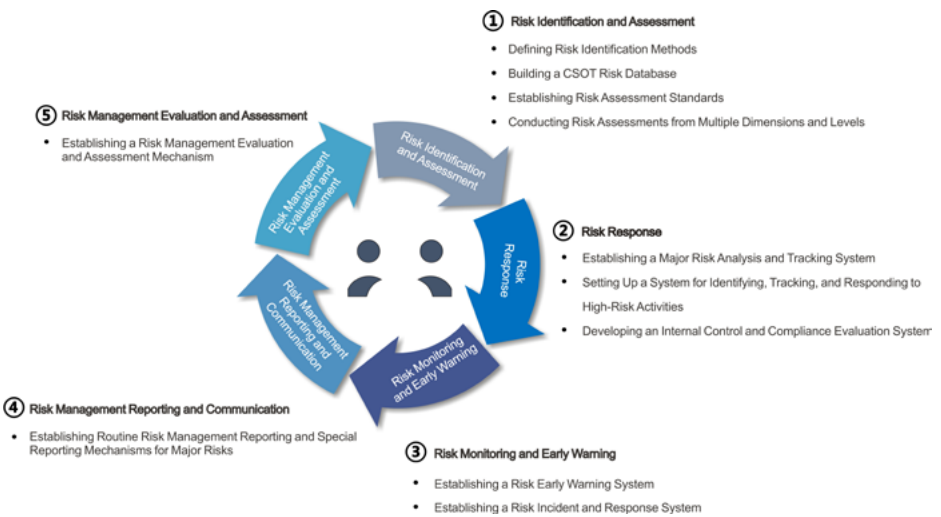 ① Risk Identification and Assessment
• Defining Risk Identification Methods
• Building a CSOT Risk Database
• Establishing Risk Assessment Standards
• Conducting Risk Assessments from Multiple Dimensions and Levels
⑤ Risk Management Evaluation and Assessment
• Establishing a Risk Management Evaluation
and Assessment Mechanism
Risk Identification
and Assessment
Risk Management
Evaluation and
Assessment
② Risk Response
• Establishing a Major Risk Analysis and Tracking System
• Setting Up a System for Identifying, Tracking, and Responding to
High-Risk Activities
• Developing an Internal Control and Compliance Evaluation System
Risk
Response
Risk Management
Reporting and
Communication
Risk Monitoring
and Early Warning
④ Risk Management Reporting and Communication
• Establishing Routine Risk Management Reporting and Special
Reporting Mechanisms for Major Risks
③ Risk Monitoring and Early Warning
• Establishing a Risk Early Warning System
• Establishing a Risk Incident and Response System